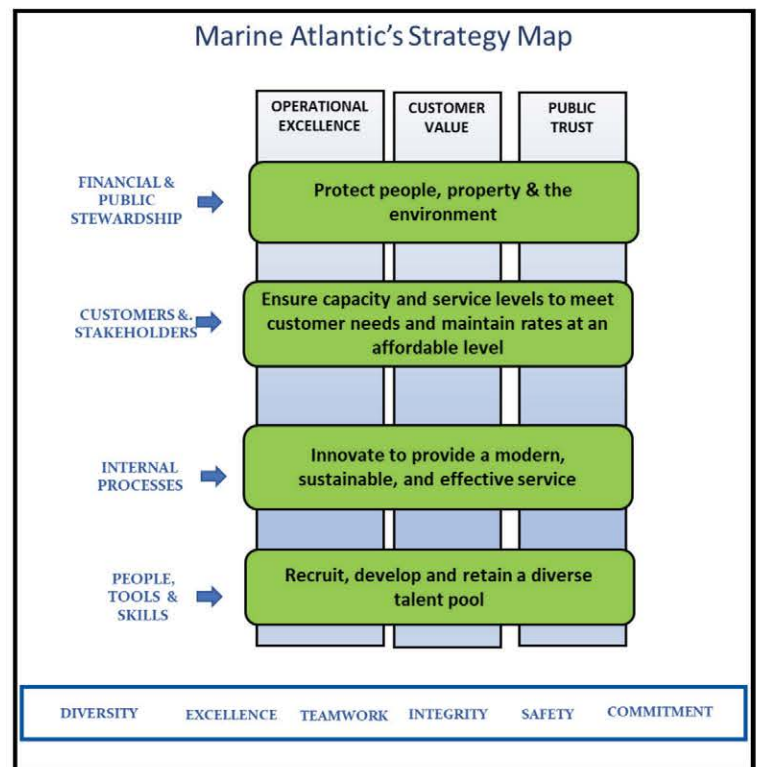 Marine Atlantic's Strategy Map
OPERATIONAL
EXCELLENCE
CUSTOMER
VALUE
PUBLIC
TRUST
FINANCIAL &
PUBLIC
STEWARDSHIP
Protect people, property & the
environment
CUSTOMERS &.
STAKEHOLDERS
Ensure capacity and service levels to meet
customer needs and maintain rates at an
affordable level
INTERNAL
PROCESSES
Innovate to provide a modern,
sustainable, and effective service
PEOPLE,
TOOLS &
SKILLS
Recruit, develop and retain a diverse
talent pool
DIVERSITY EXCELLENCE TEAMWORK INTEGRITY SAFETY COMMITMENT